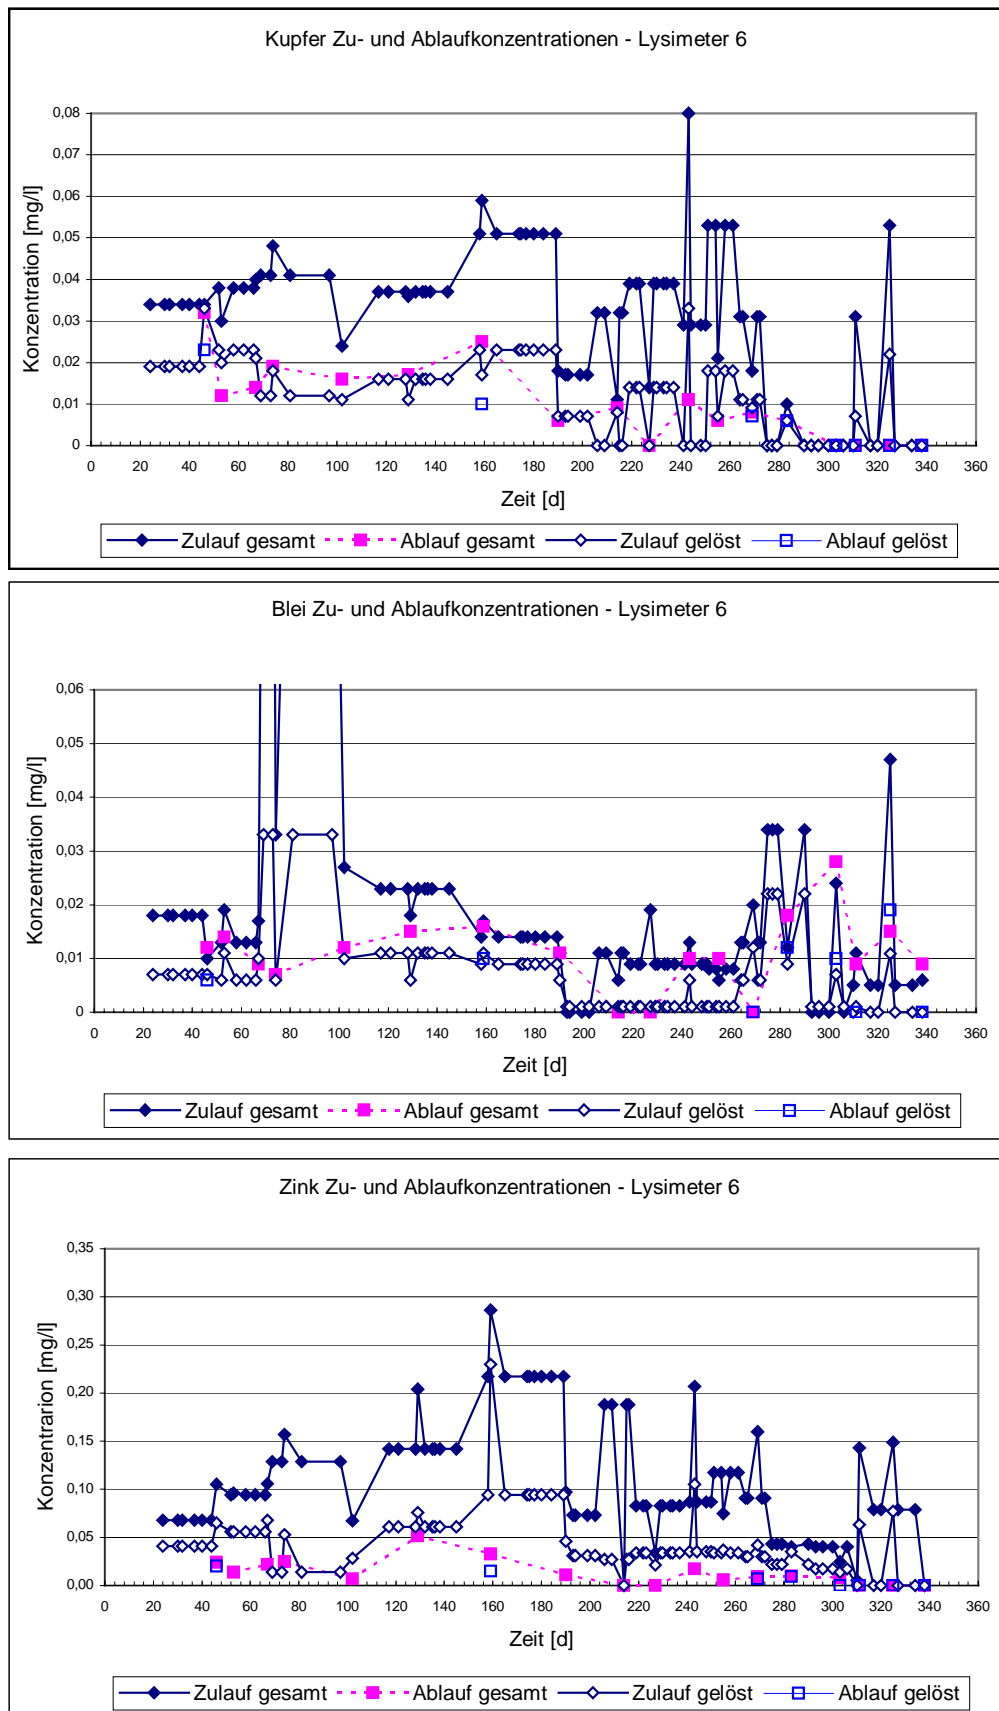 Kupfer Zu- und Ablaufkonzentrationen - Lysimeter 6
0,08
0,07
0,06
0,05
0,04
0,03
0,02
0,01
0
Konzentration [mg/l]
0 20 40 60 80 100 120 140 160 180 200 220 240 260 280 300 320 340 360
Zeit [d]
Zulauf gesamt Ablauf gesamt Zulauf gelöst Ablauf gelöst
Blei Zu- und Ablaufkonzentrationen - Lysimeter 6
0,06
0,05
0,04
0,03
0,02
0,01
0
Konzentration [mg/l]
0 20 40 60 80 100 120 140 160 180 200 220 240 260 280 300 320 340 360
Zeit [d]
Zulauf gesamt Ablauf gesamt Zulauf gelöst Ablauf gelöst
Zink Zu- und Ablaufkonzentrationen - Lysimeter 6
0,35
0,30
0,25
0,20
0,15
0,10
0,05
0,00
Konzentrarion [mg/l]
0 20 40 60 80 100 120 140 160 180 200 220 240 260 280 300 320 340 360
Zeit [d]
Zulauf gesamt Ablauf gesamt Zulauf gelöst Ablauf gelöst